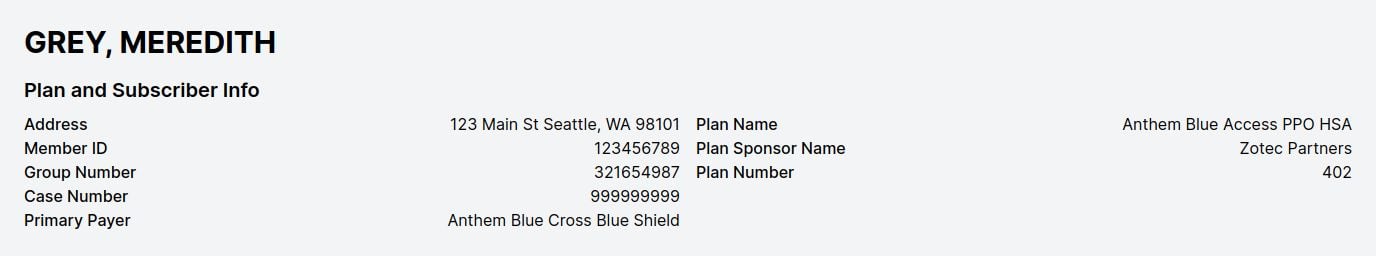 GREY, MEREDITH
Plan and Subscriber Info
Address 123 Main St Seattle, WA 98101 Plan Name Anthem Blue Access PPO HSA
Member ID 123456789 Plan Sponsor Name Zotec Partners
Group Number 321654987 Plan Number 402
Case Number 999999999
Primary Payer Anthem Blue Cross Blue Shield